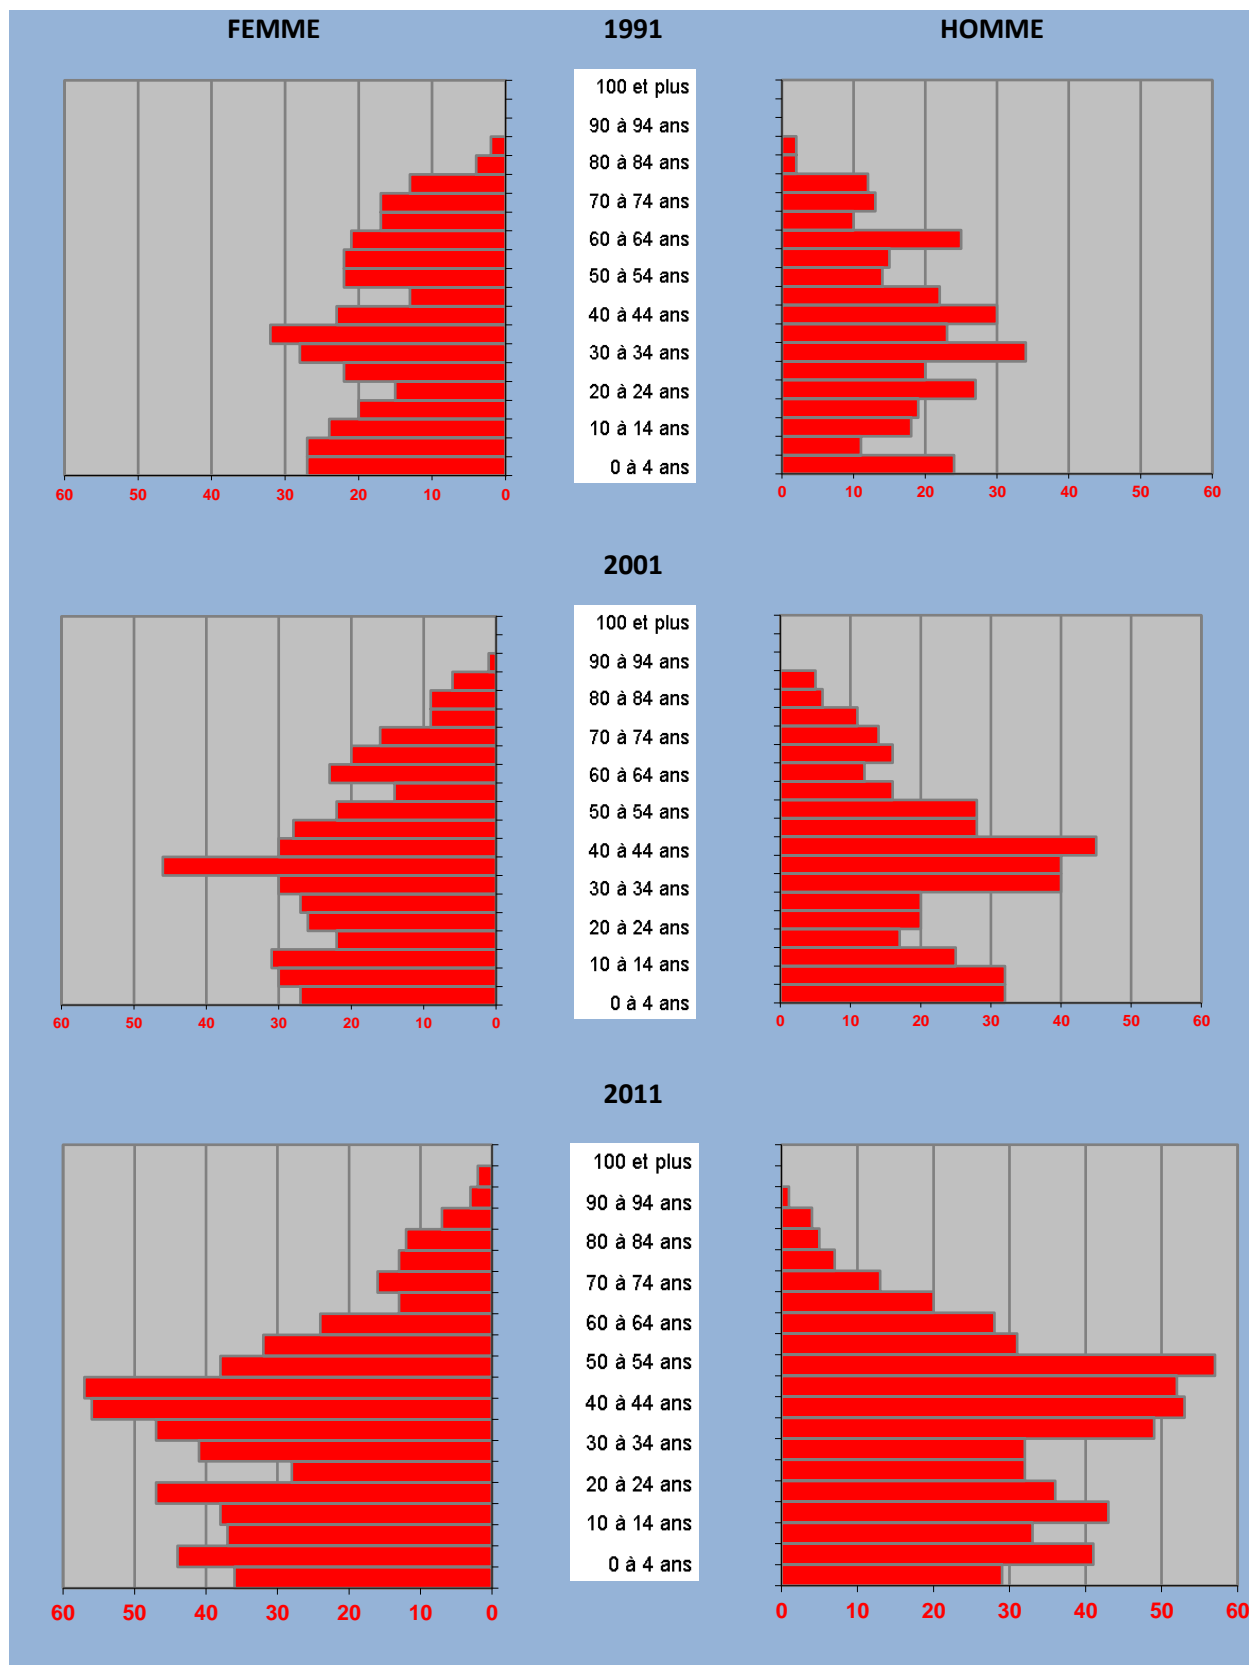 FEMME 1991 HOMME
100 et plus
90 à 94 ans
80 à 84 ans
70 à 74 ans
60 à 64 ans
50 à 54 ans
40 à 44 ans
30 à 34 ans
20 à 24 ans
10 à 14 ans
0 à 4 ans
60 50 40 30 20 10 0
0 10 20 30 40 50 60
2001
100 et plus
90 à 94 ans
80 à 84 ans
70 à 74 ans
60 à 64 ans
50 à 54 ans
40 à 44 ans
30 à 34 ans
20 à 24 ans
10 à 14 ans
0 à 4 ans
60 50 40 30 20 10 0
0 10 20 30 40 50 60
2011
100 et plus
90 à 94 ans
80 à 84 ans
70 à 74 ans
60 à 64 ans
50 à 54 ans
40 à 44 ans
30 à 34 ans
20 à 24 ans
10 à 14 ans
0 à 4 ans
60 50 40 30 20 10 0
0 10 20 30 40 50 60